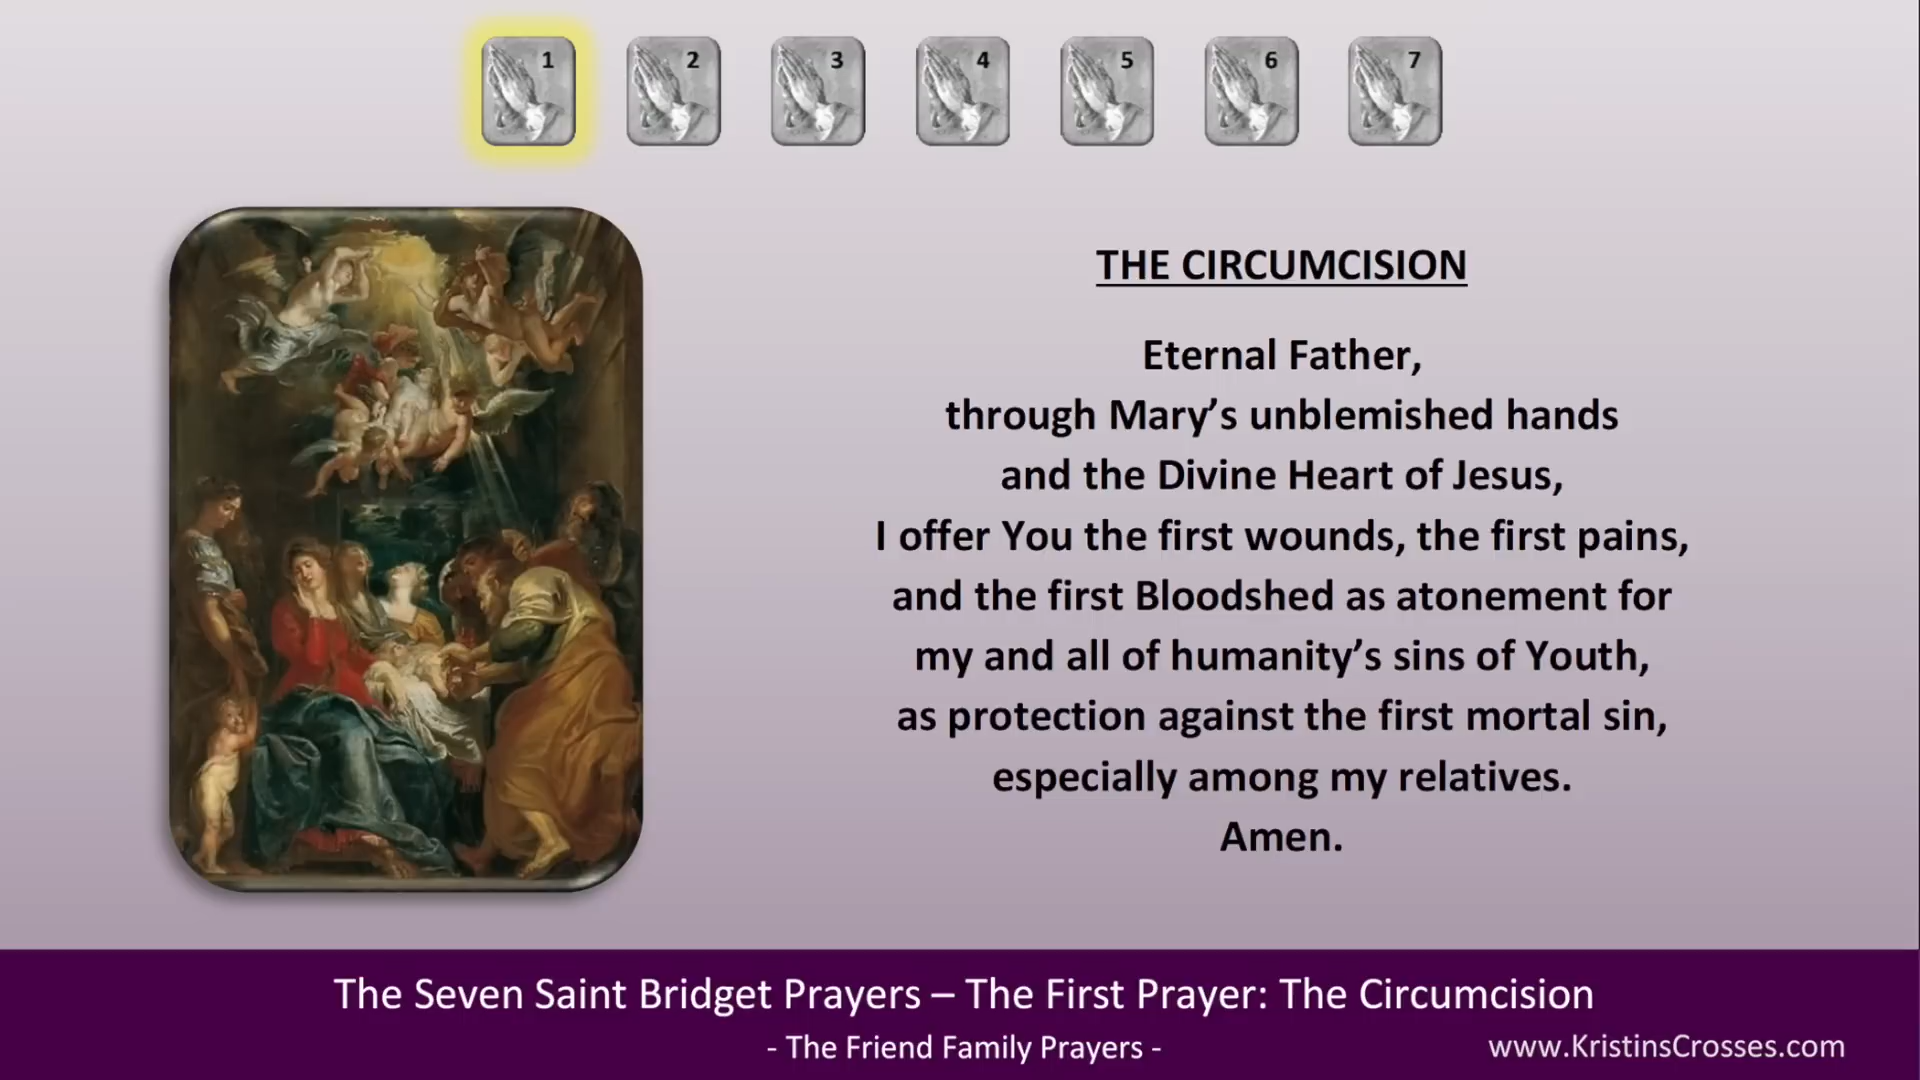 1 2 3 4 5 6 7
THE CIRCUMCISION
Eternal Father,
through Mary’s unblemished hands
and the Divine Heart of Jesus,
I offer You the first wounds, the first pains,
and the first Bloodshed as atonement for
my and all of humanity’s sins of Youth,
as protection against the first mortal sin,
especially among my relatives.
Amen.
The Seven Saint Bridget Prayers – The First Prayer: The Circumcision
- The Friend Family Prayers -
www.KristinsCrosses.com